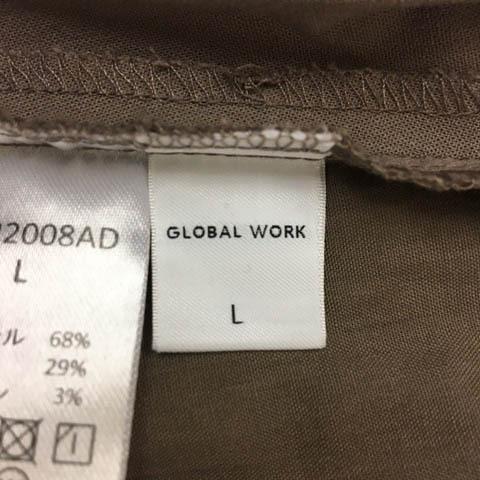 2008AD
L
ル 68%
29%
ン 3%
GLOBAL WORK
L